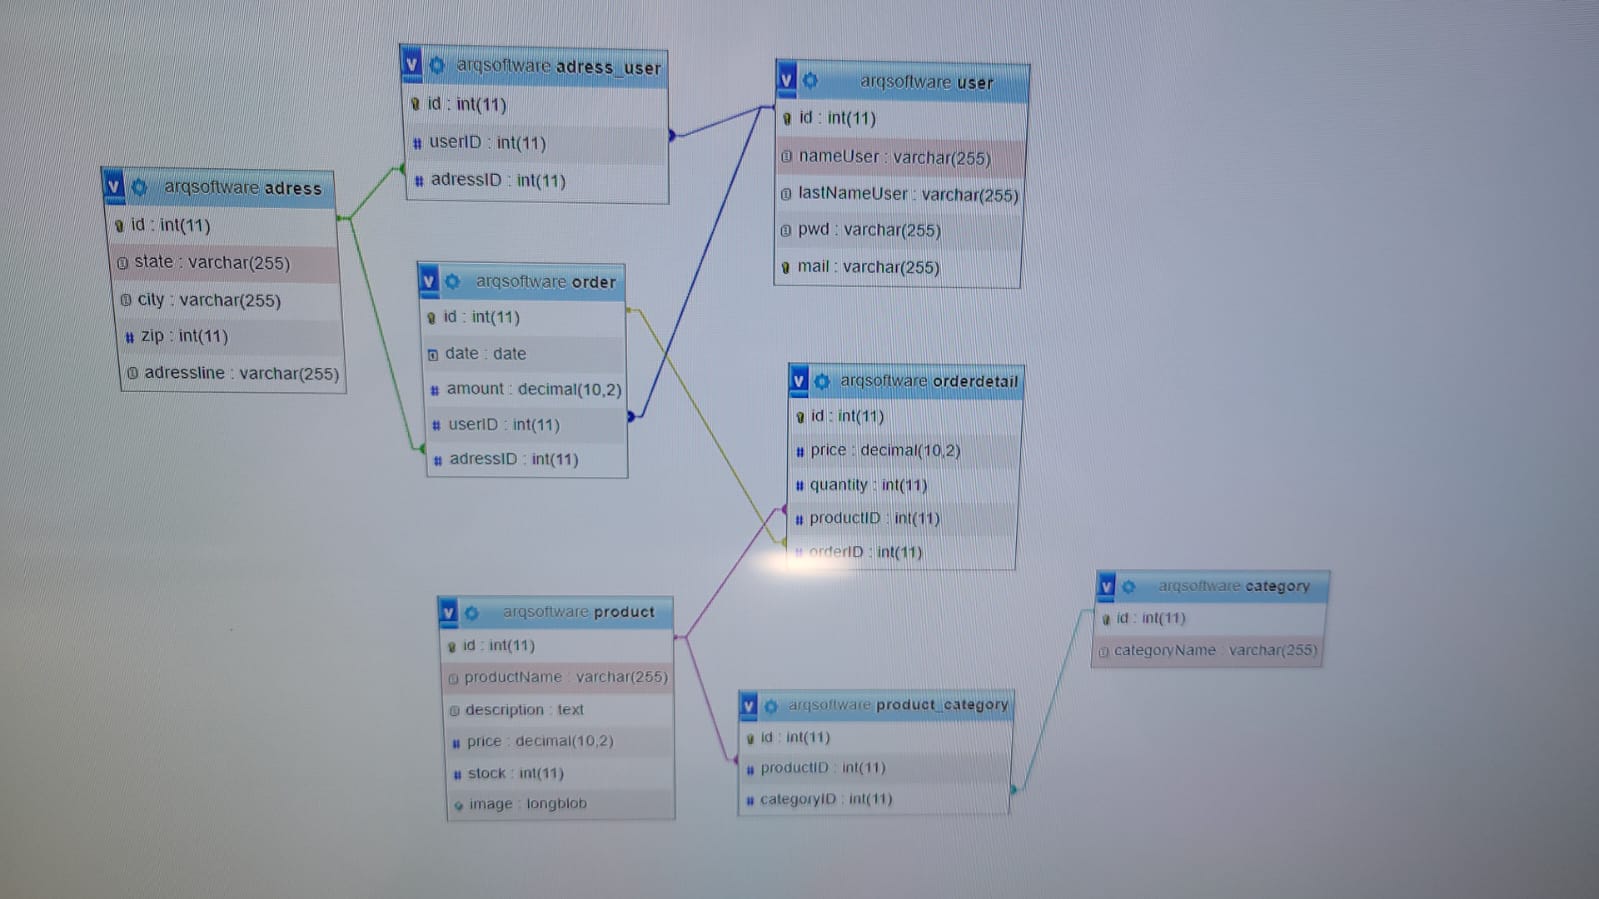 arqsoftware adress_user
id : int(11)
userID : int(11)
adressID : int(11)
arqsoftware user
id : int(11)
nameUser : varchar(255)
lastNameUser : varchar(255)
pwd : varchar(255)
mail : varchar(255)
arqsoftware adress
id : int(11)
state : varchar(255)
city : varchar(255)
zip : int(11)
adressline : varchar(255)
arqsoftware order
id : int(11)
date : date
amount : decimal(10,2)
userID : int(11)
adressID : int(11)
arqsoftware orderdetail
id : int(11)
price : decimal(10,2)
quantity : int(11)
productID : int(11)
orderID : int(11)
arqsoftware product
id : int(11)
productName : varchar(255)
description : text
price : decimal(10,2)
stock : int(11)
image : longblob
arqsoftware category
id : int(11)
categoryName : varchar(255)
arqsoftware product_category
id : int(11)
productID : int(11)
categoryID : int(11)